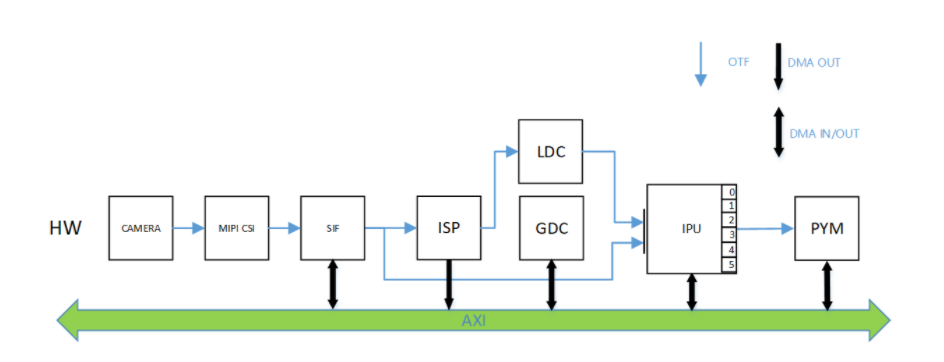 OTF
DMA OUT
DMA IN/OUT
LDC
HW
CAMERA
MIPI CSI
SIF
ISP
GDC
IPU
0
1
2
3
4
5
PYM
AXI